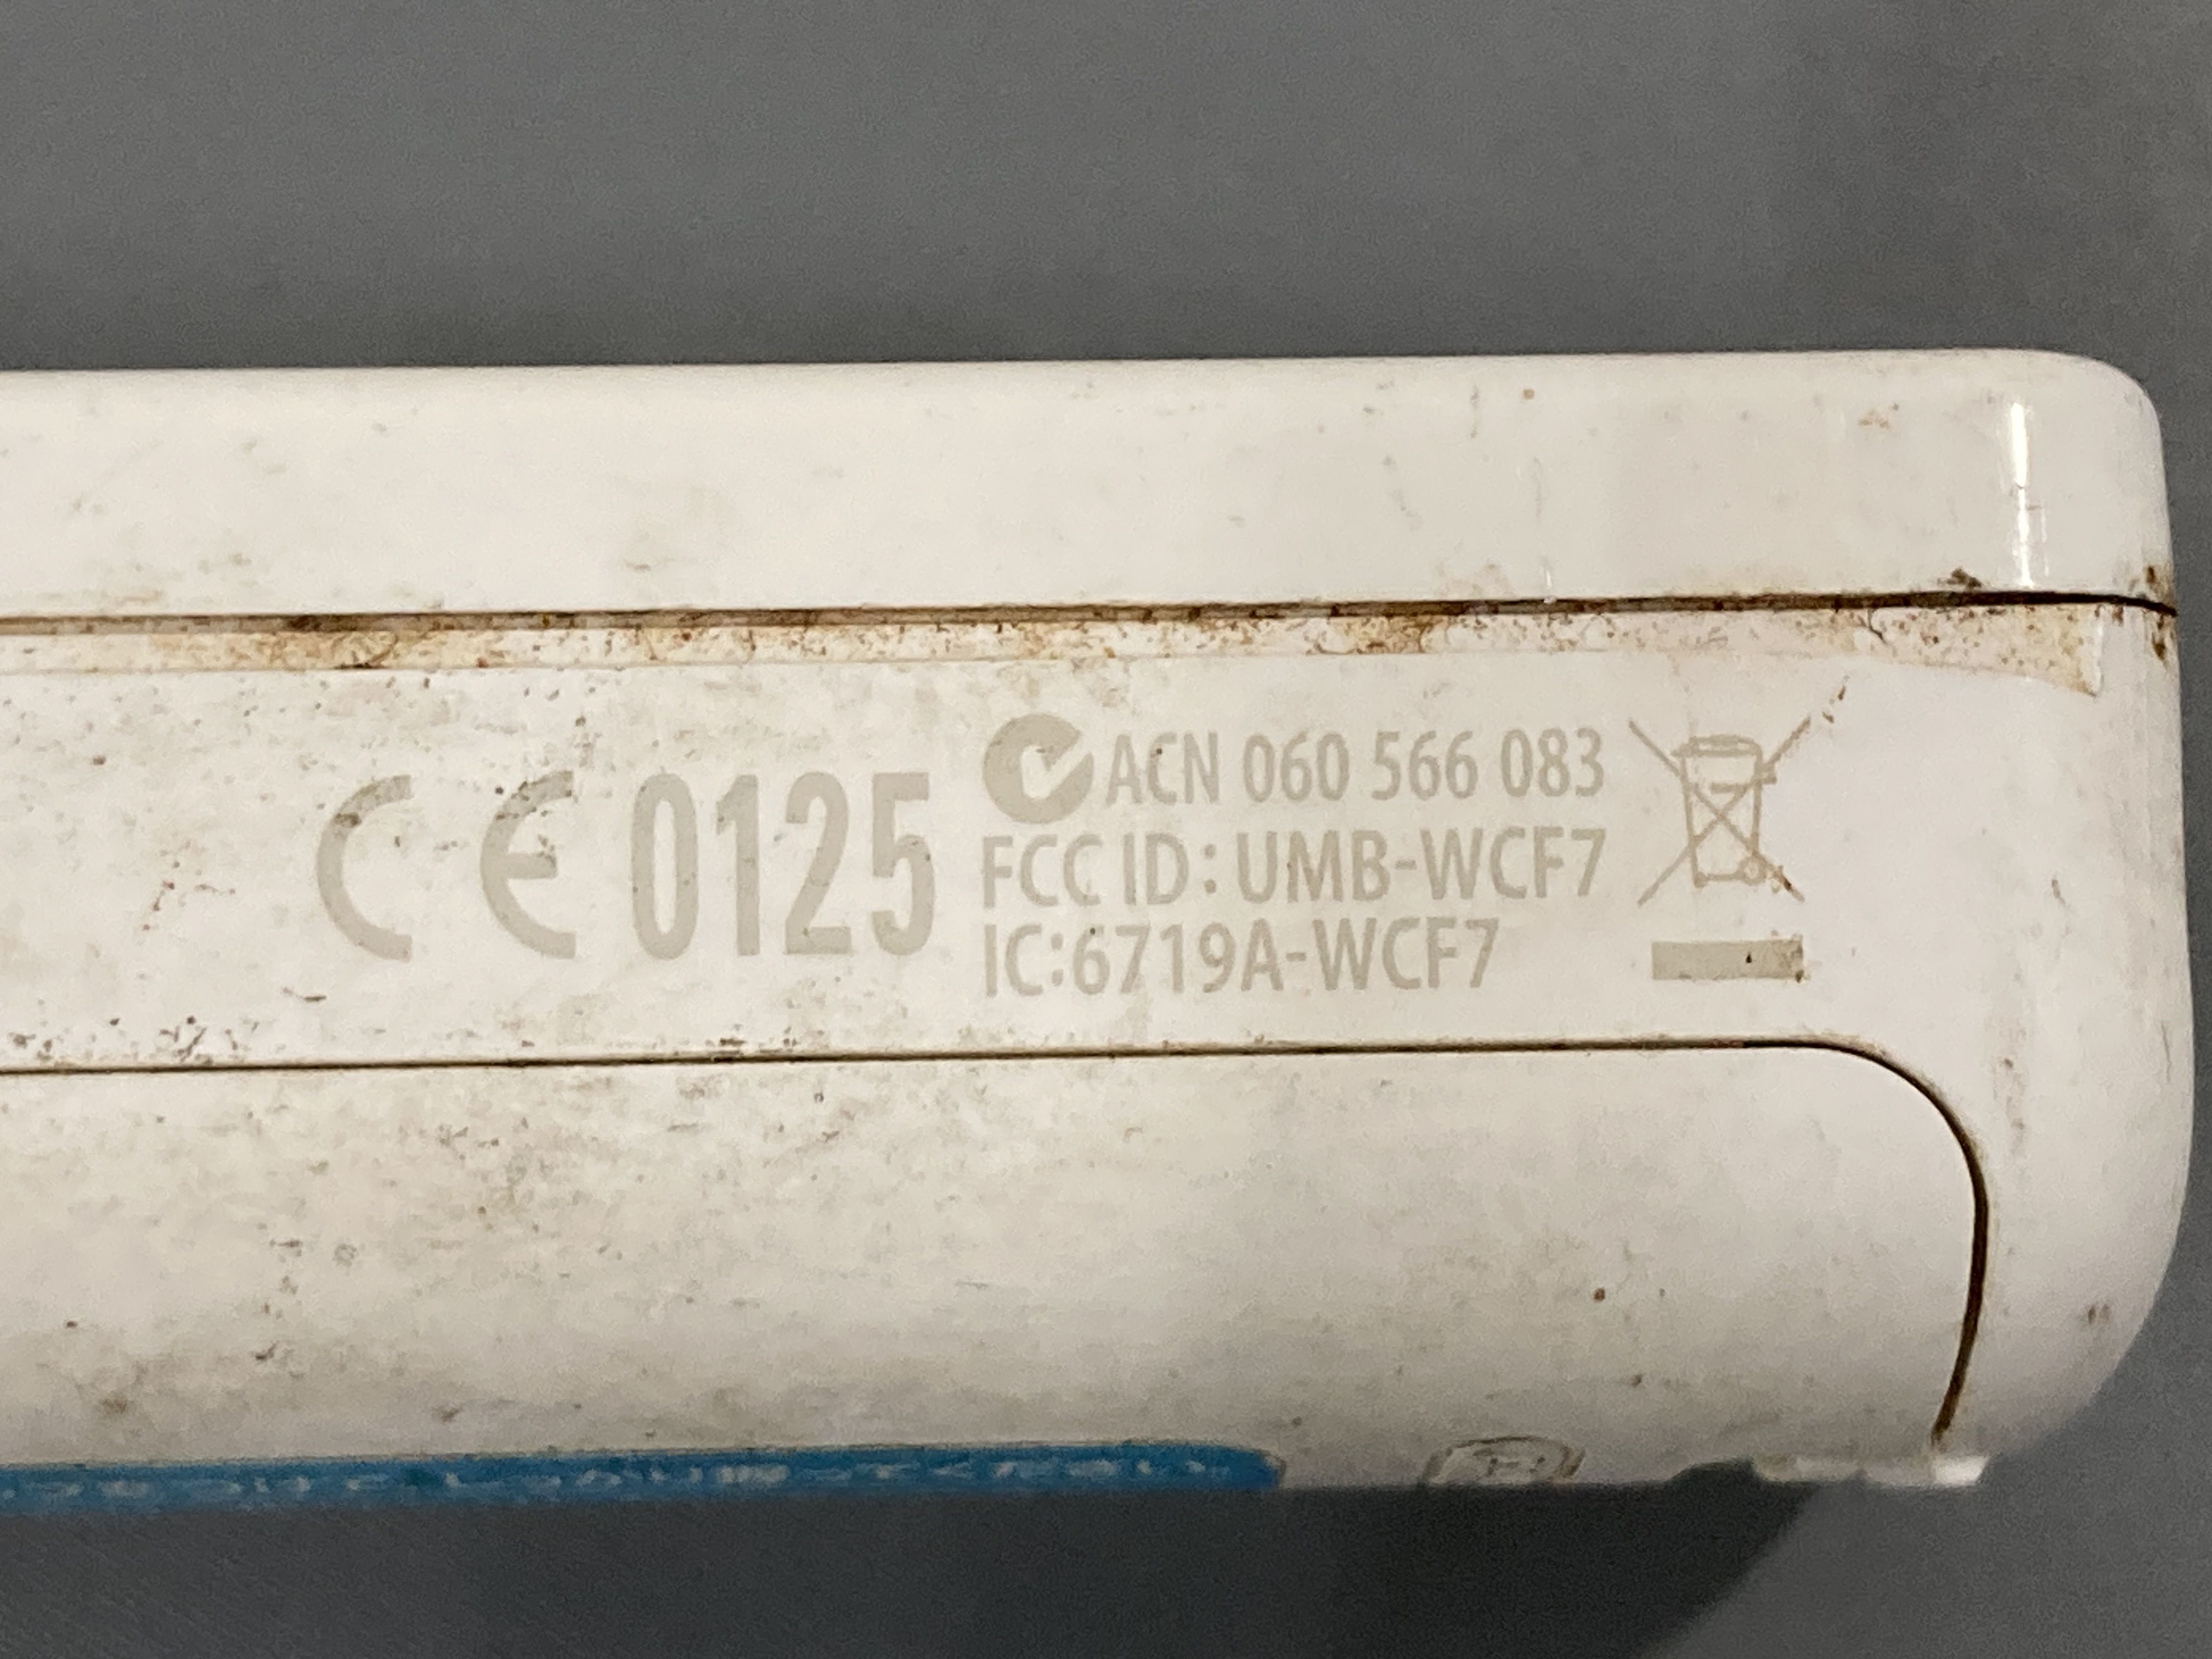 CE 0125
ACN 060 566 083
FCC ID: UMB-WCF7
IC:6719A-WCF7